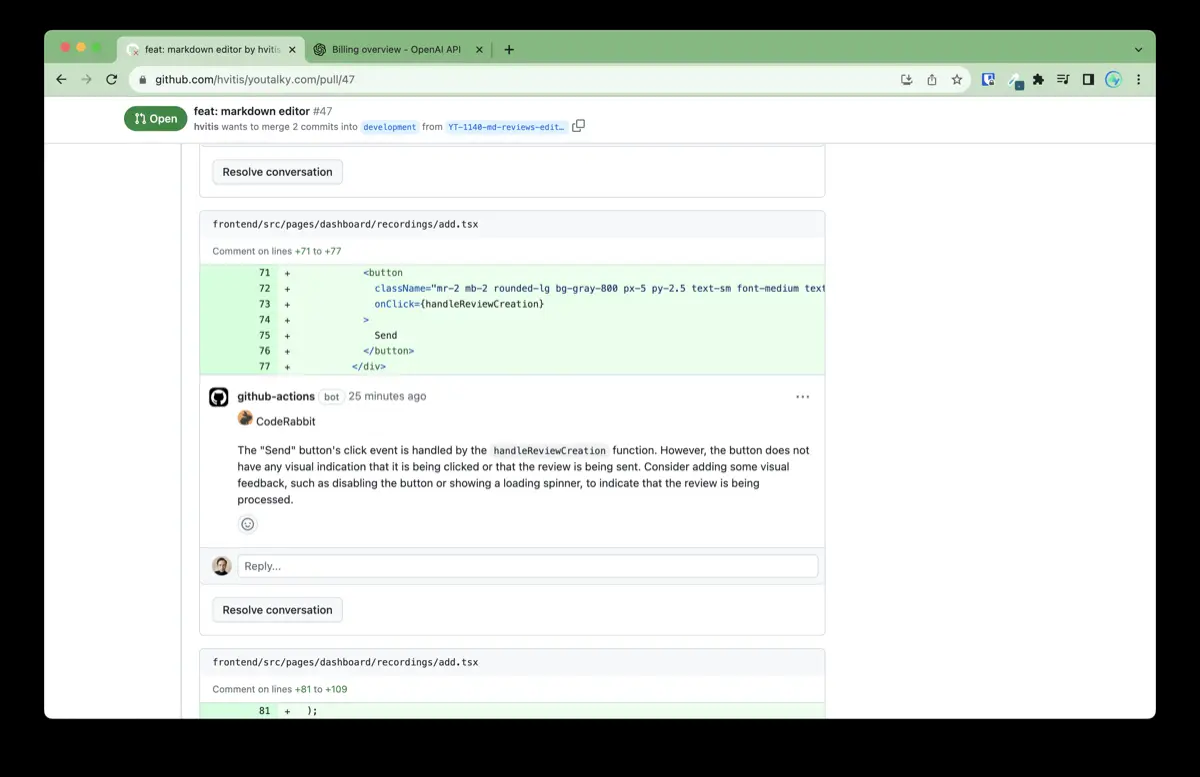 feat: markdown editor by hvitis
Billing overview - OpenAI API
github.com/hvitis/youtalky.com/pull/47
Open
feat: markdown editor #47
hvitis wants to merge 2 commits into development from YT-1140-md-reviews-edit…
Resolve conversation
frontend/src/pages/dashboard/recordings/add.tsx
Comment on lines +71 to +77
71 + <button
72 + className="mr-2 mb-2 rounded-lg bg-gray-800 px-5 py-2.5 text-sm font-medium text
73 + onClick={handleReviewCreation}
74 + >
75 + Send
76 + </button>
77 + </div>
github-actions bot 25 minutes ago
CodeRabbit
The "Send" button's click event is handled by the handleReviewCreation function. However, the button does not
have any visual indication that it is being clicked or that the review is being sent. Consider adding some visual
feedback, such as disabling the button or showing a loading spinner, to indicate that the review is being
processed.
Reply...
Resolve conversation
frontend/src/pages/dashboard/recordings/add.tsx
Comment on lines +81 to +109
81 + );